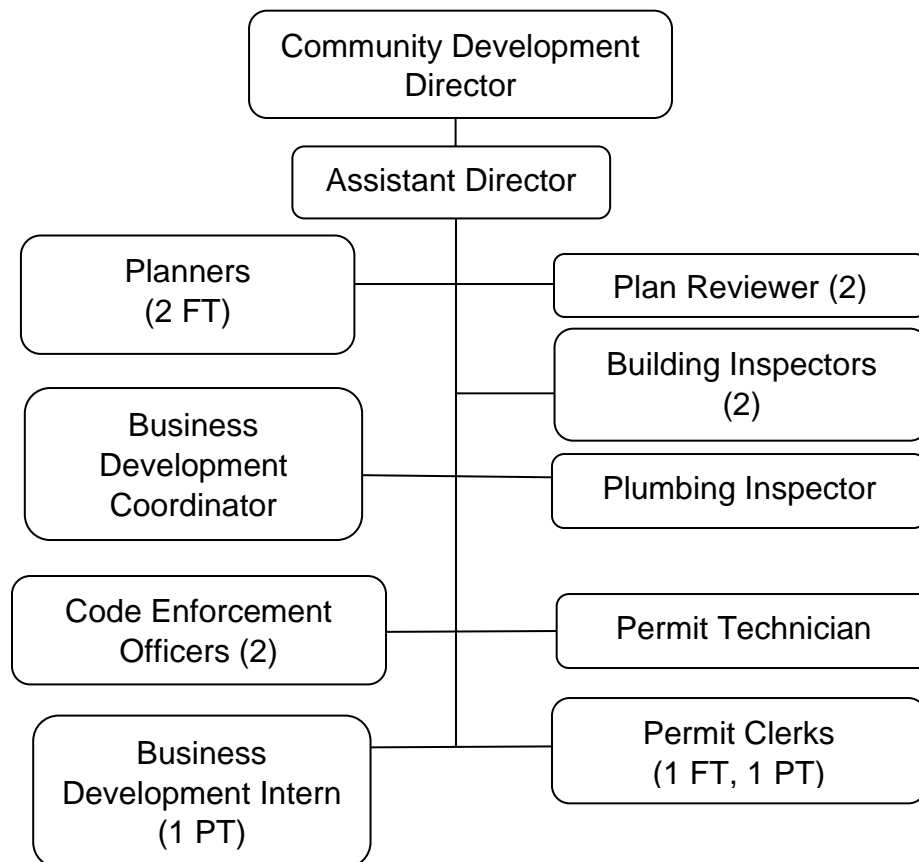 Community Development
Director
Assistant Director
Planners
(2 FT)
Plan Reviewer (2)
Building Inspectors
(2)
Business
Development
Coordinator
Plumbing Inspector
Code Enforcement
Officers (2)
Permit Technician
Business
Development Intern
(1 PT)
Permit Clerks
(1 FT, 1 PT)